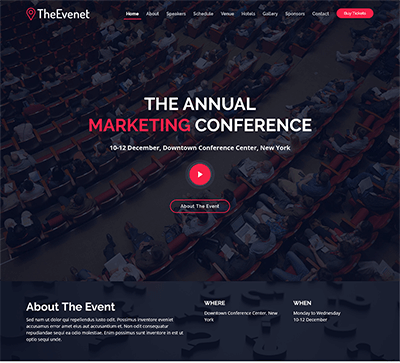 TheEvenet
Home About Speakers Schedule Venue Hotels Gallery Sponsors Contact Buy Tickets
THE ANNUAL
MARKETING CONFERENCE
10-12 December, Downtown Conference Center, New York
About The Event
About The Event
Sed nam ut dolor qui repellendus iusto odit. Possimus inventore eveniet
accusamus error amet eius aut accusantium et. Non odit consequatur
repudiandae sequi ea odio molestiae. Enim possimus sunt inventore in est ut
optio sequi unde.
WHERE
Downtown Conference Center, New
York
WHEN
Monday to Wednesday
10-12 December